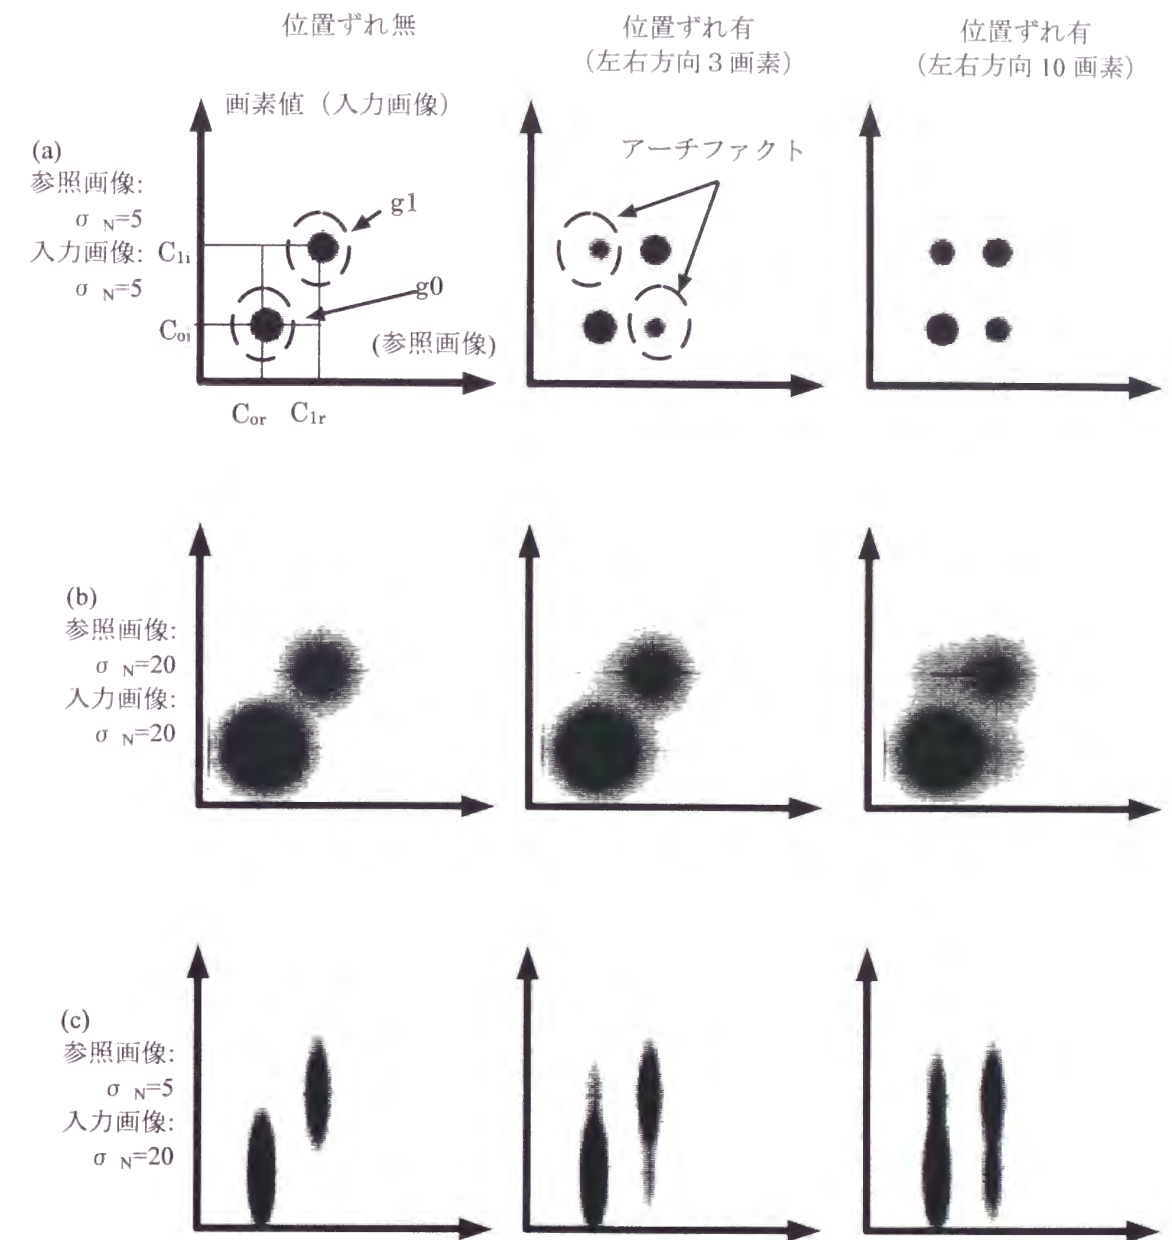 位置ずれ無
位置ずれ有
(左右方向 3 画素)
位置ずれ有
(左右方向 10 画素)
(a)
参照画像:
σ N=5
入力画像:
σ N=5
画素値 (入力画像)
g1
g0
C1i
C0i
(参照画像)
C0r
C1r
アーチファクト
(b)
参照画像:
σ N=20
入力画像:
σ N=20
(c)
参照画像:
σ N=5
入力画像:
σ N=20